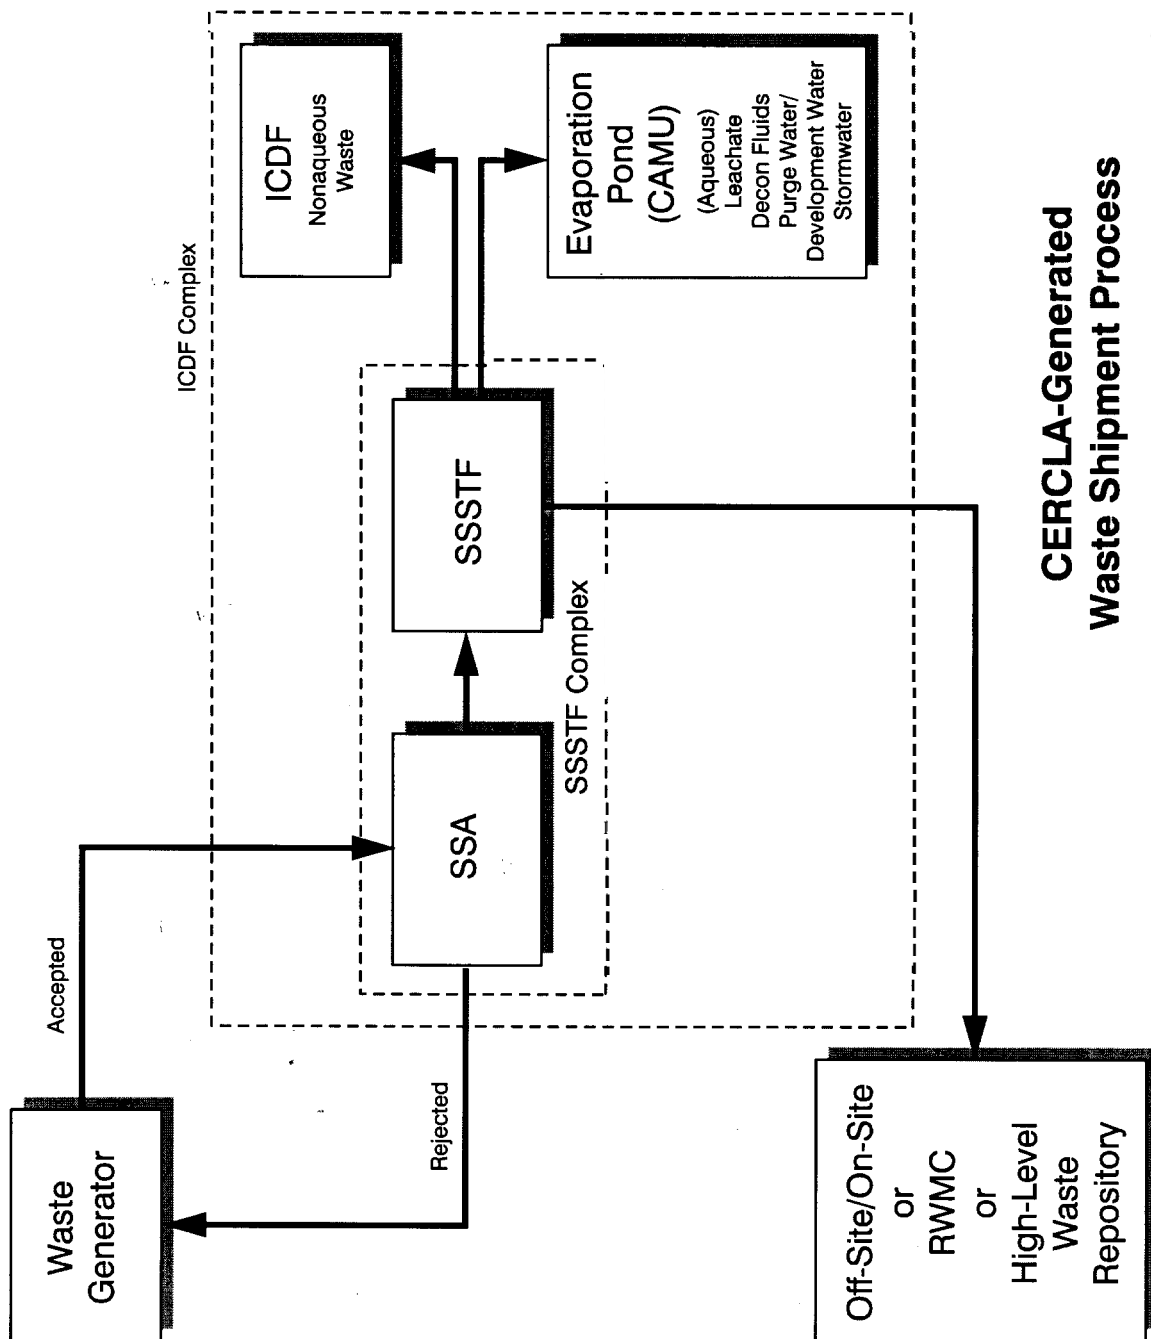 Waste
Generator
Accepted
Rejected
ICDF Complex
SSA
SSSTF
SSSTF Complex
ICDF
Nonaqueous
Waste
Evaporation
Pond
(CAMU)
(Aqueous)
Leachate
Decon Fluids
Purge Water/
Development Water
Stormwater
Off-Site/On-Site
or
RWMC
or
High-Level
Waste
Repository
CERCLA-Generated
Waste Shipment Process